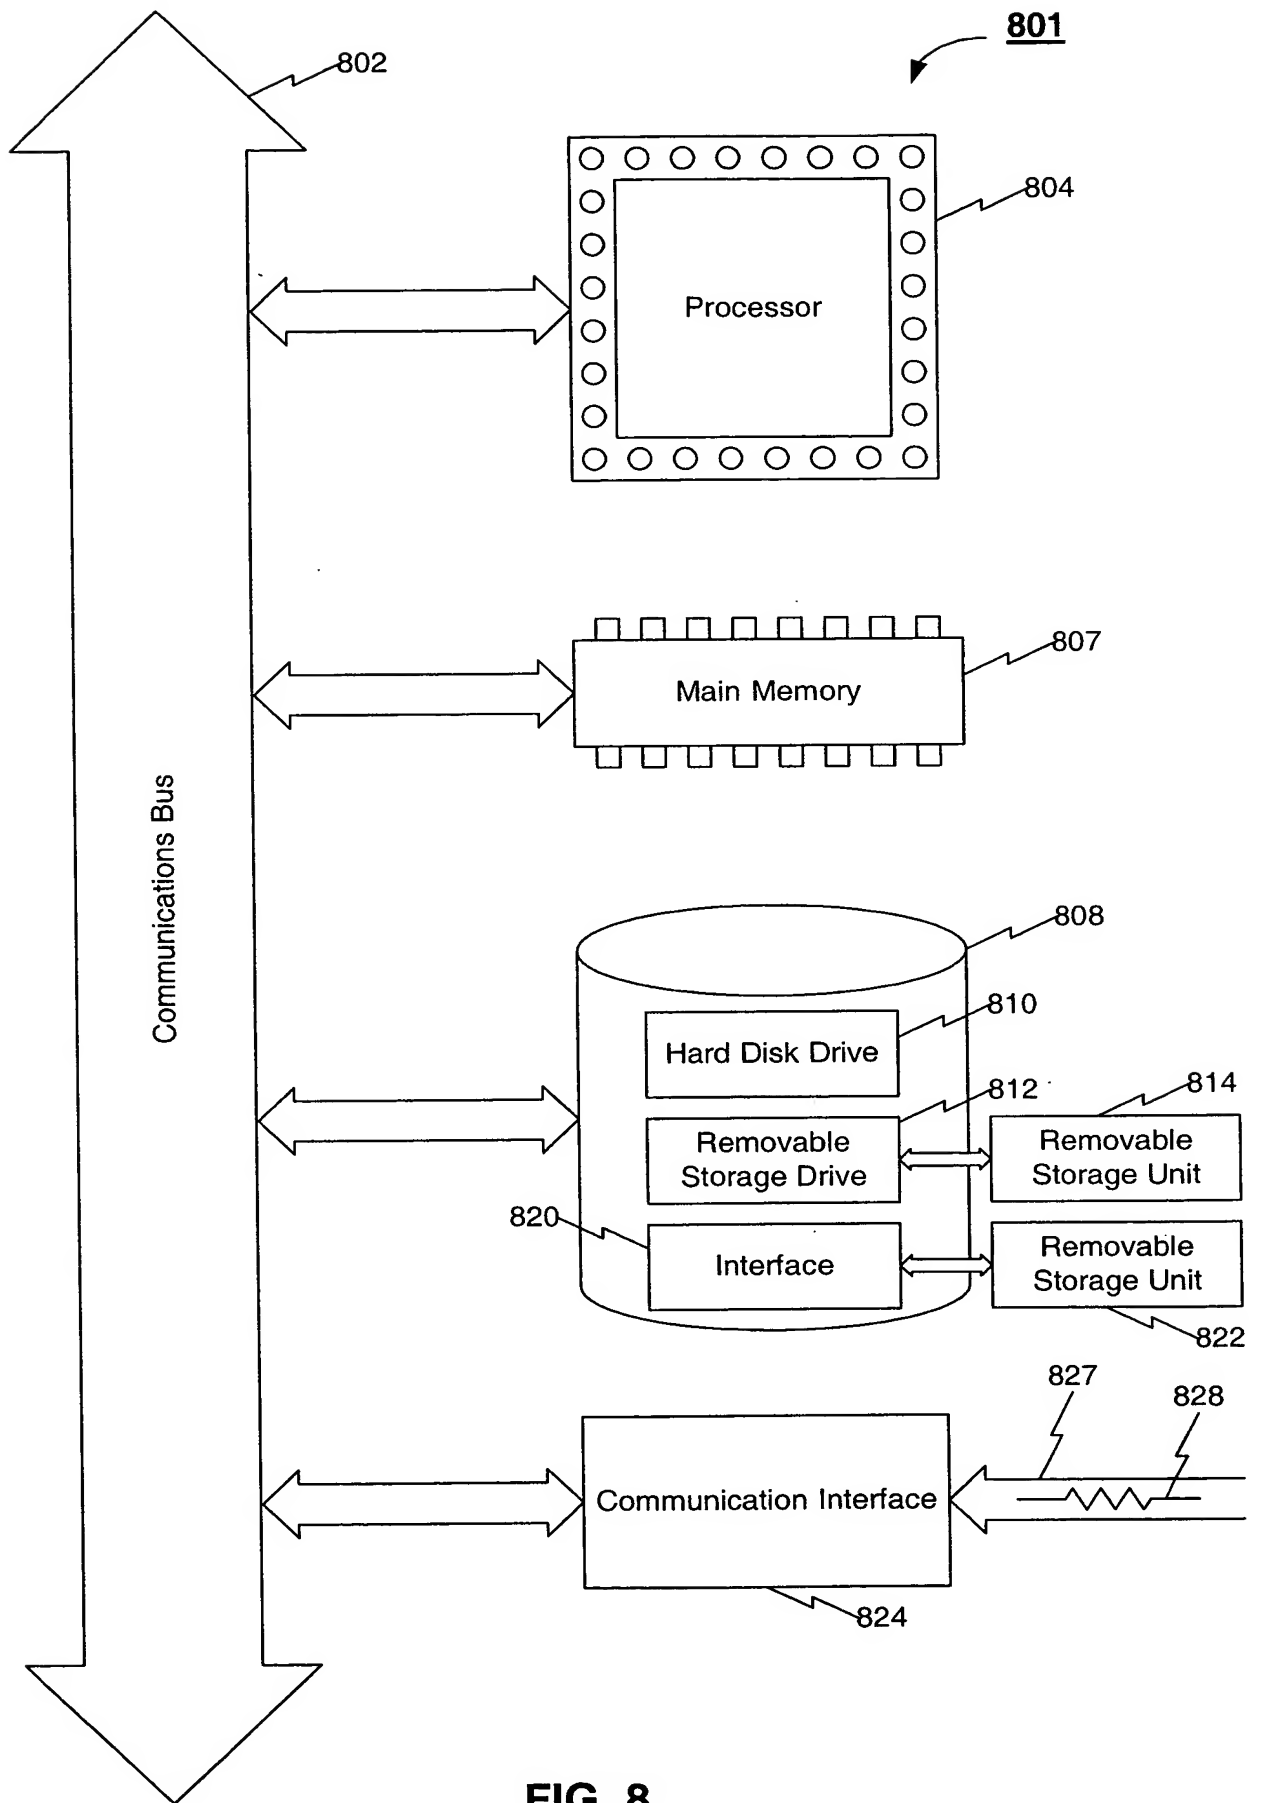 801
802
804
Processor
807
Main Memory
Communications Bus
808
810
Hard Disk Drive
812
814
Removable
Storage Drive
Removable
Storage Unit
820
Interface
Removable
Storage Unit
822
827
828
Communication Interface
824
FIG. 8